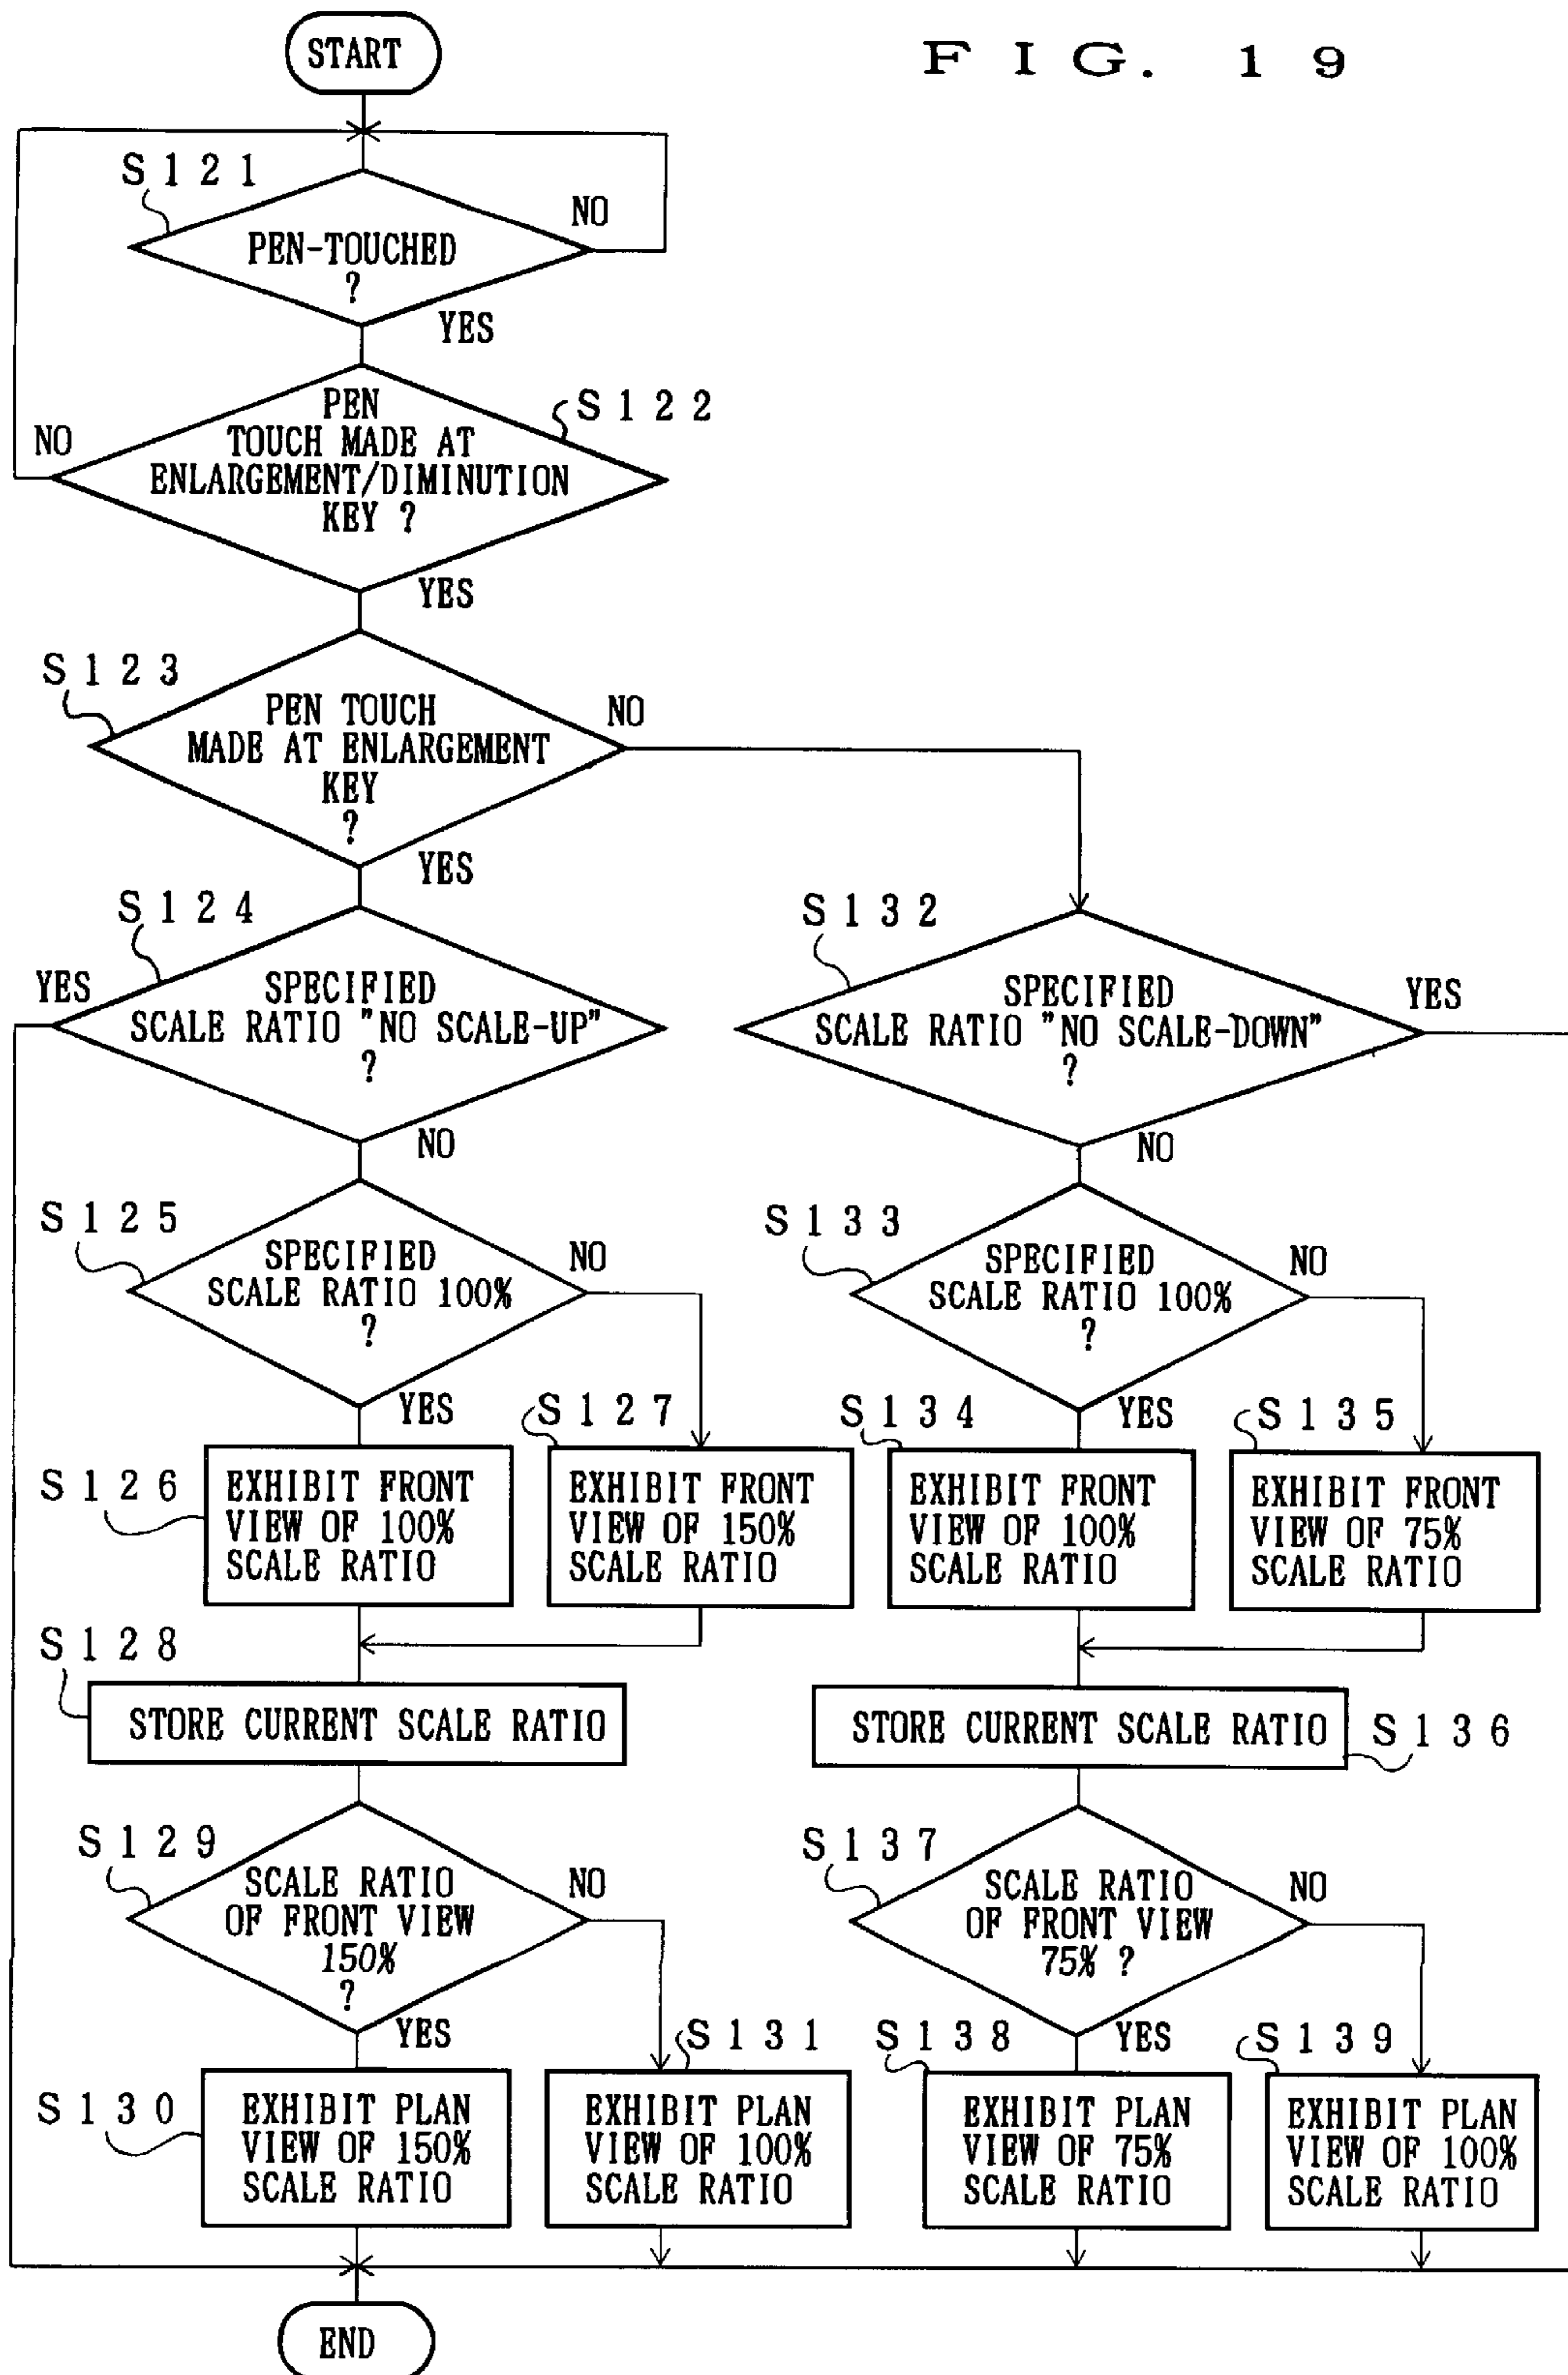 START
F I G. 1 9
S 1 2 1
NO
PEN-TOUCHED
?
YES
S 1 2 2
NO
PEN
TOUCH MADE AT
ENLARGEMENT/DIMINUTION
KEY ?
YES
S 1 2 3
NO
PEN TOUCH
MADE AT ENLARGEMENT
KEY
?
YES
S 1 2 4
YES
SPECIFIED
SCALE RATIO "NO SCALE-UP"
?
NO
S 1 3 2
YES
SPECIFIED
SCALE RATIO "NO SCALE-DOWN"
?
NO
S 1 2 5
NO
SPECIFIED
SCALE RATIO 100%
?
YES
S 1 3 3
NO
SPECIFIED
SCALE RATIO 100%
?
YES
S 1 2 6
EXHIBIT FRONT
VIEW OF 100%
SCALE RATIO
S 1 2 7
EXHIBIT FRONT
VIEW OF 150%
SCALE RATIO
S 1 3 4
EXHIBIT FRONT
VIEW OF 100%
SCALE RATIO
S 1 3 5
EXHIBIT FRONT
VIEW OF 75%
SCALE RATIO
S 1 2 8
STORE CURRENT SCALE RATIO
STORE CURRENT SCALE RATIO
S 1 3 6
S 1 2 9
NO
SCALE RATIO
OF FRONT VIEW
150%
?
YES
S 1 3 7
NO
SCALE RATIO
OF FRONT VIEW
75% ?
YES
S 1 3 0
EXHIBIT PLAN
VIEW OF 150%
SCALE RATIO
S 1 3 1
EXHIBIT PLAN
VIEW OF 100%
SCALE RATIO
S 1 3 8
EXHIBIT PLAN
VIEW OF 75%
SCALE RATIO
S 1 3 9
EXHIBIT PLAN
VIEW OF 100%
SCALE RATIO
END